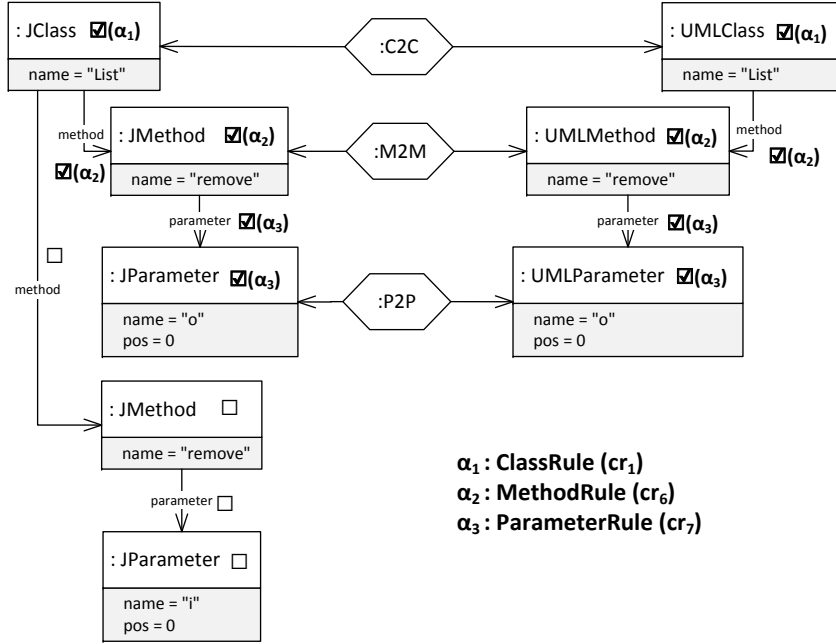 : JClass ☑(α₁)
name = "List"
:C2C
: UMLClass ☑(α₁)
name = "List"
method
☑(α₂)
: JMethod ☑(α₂)
name = "remove"
:M2M
: UMLMethod ☑(α₂)
name = "remove"
method
☑(α₂)
parameter ☑(α₃)
parameter ☑(α₃)
☐
method
: JParameter ☑(α₃)
name = "o"
pos = 0
:P2P
: UMLParameter ☑(α₃)
name = "o"
pos = 0
: JMethod ☐
name = "remove"
parameter ☐
: JParameter ☐
name = "i"
pos = 0
α₁ : ClassRule (cr₁)
α₂ : MethodRule (cr₆)
α₃ : ParameterRule (cr₇)